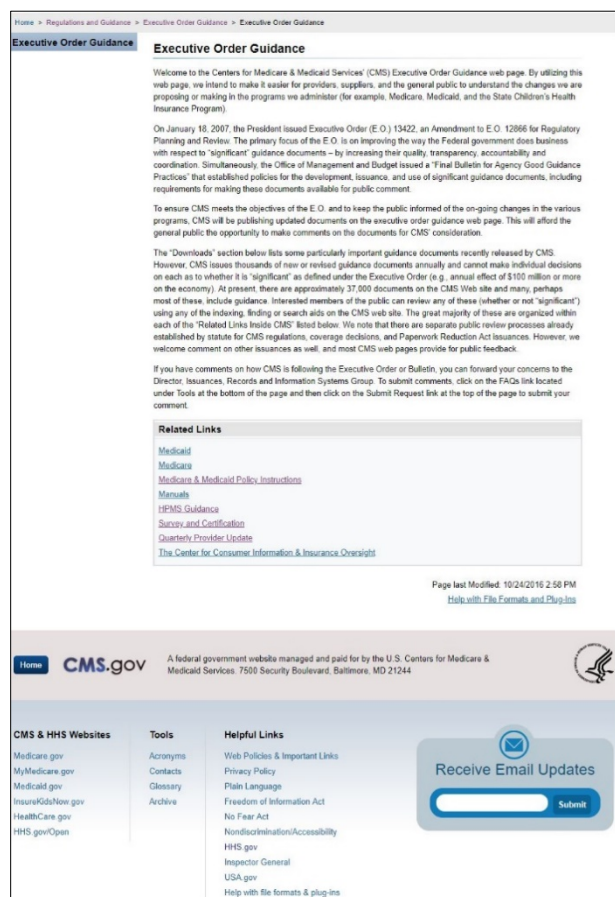 Home > Regulations and Guidance > Executive Order Guidance > Executive Order Guidance
Executive Order Guidance
Executive Order Guidance
Welcome to the Centers for Medicare & Medicaid Services' (CMS) Executive Order Guidance web page. By utilizing this
web page, we intend to make it easier for providers, suppliers, and the general public to understand the changes we are
proposing or making in the programs we administer (for example, Medicare, Medicaid, and the State Children's Health
Insurance Program).
On January 18, 2007, the President issued Executive Order (E.O.) 13422, an Amendment to E.O. 12866 for Regulatory
Planning and Review. The primary focus of the E.O. is on improving the way the Federal government does business
with respect to "significant" guidance documents – by increasing their quality, transparency, accountability and
coordination. Simultaneously, the Office of Management and Budget issued a "Final Bulletin for Agency Good Guidance
Practices" that established policies for the development, issuance, and use of significant guidance documents, including
requirements for making these documents available for public comment.
To ensure CMS meets the objectives of the E.O. and to keep the public informed of the on-going changes in the various
programs, CMS will be publishing updated documents on the executive order guidance web page. This will afford the
general public the opportunity to make comments on the documents for CMS' consideration.
The "Downloads" section below lists some particularly important guidance documents recently released by CMS.
However, CMS issues thousands of new or revised guidance documents annually and cannot make individual decisions
on each as to whether it is "significant" as defined under the Executive Order (e.g., annual effect of $100 million or more
on the economy). At present, there are approximately 37,000 documents on the CMS Web site and many, perhaps
most of these, include guidance. Interested members of the public can review any of these (whether or not "significant")
using any of the indexing, finding or search aids on the CMS web site. The great majority of these are organized within
each of the "Related Links Inside CMS" listed below. We note that there are separate public review processes already
established by statute for CMS regulations, coverage decisions, and Paperwork Reduction Act issuances. However, we
welcome comment on other issuances as well, and most CMS web pages provide for public feedback.
If you have comments on how CMS is following the Executive Order or Bulletin, you can forward your concerns to the
Director, Issuances, Records and Information Systems Group. To submit comments, click on the FAQs link located
under Tools at the bottom of the page and then click on the Submit Request link at the top of the page to submit your
comment.
Related Links
Medicaid
Medicare
Medicare & Medicaid Policy Instructions
Manuals
HPMS Guidance
Survey and Certification
Quarterly Provider Update
The Center for Consumer Information & Insurance Oversight
Page last Modified: 10/24/2016 2:58 PM
Help with File Formats and Plug-Ins
Home
CMS.gov
A federal government website managed and paid for by the U.S. Centers for Medicare &
Medicaid Services. 7500 Security Boulevard, Baltimore, MD 21244
CMS & HHS Websites
Medicare.gov
MyMedicare.gov
Medicaid.gov
InsureKidsNow.gov
HealthCare.gov
HHS.gov/Open
Tools
Acronyms
Contacts
Glossary
Archive
Helpful Links
Web Policies & Important Links
Privacy Policy
Plain Language
Freedom of Information Act
No Fear Act
Nondiscrimination/Accessibility
HHS.gov
Inspector General
USA.gov
Help with file formats & plug-ins
Receive Email Updates
Submit